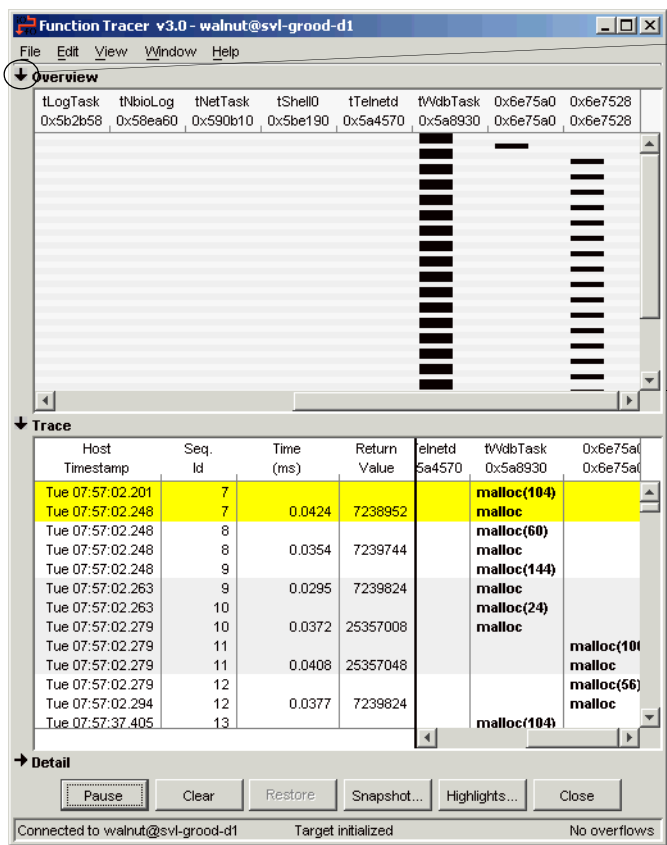 Function Tracer v3.0 - walnut@svl-grood-d1
File Edit View Window Help
Overview
tLogTask tNbioLog tNetTask tShell0 tTelnetd tWdbTask 0x6e75a0 0x6e7528
0x5b2b58 0x58ea60 0x590b10 0x5be190 0x5a4570 0x5a8930 0x6e75a0 0x6e7528
Trace
Host Seq. Time Return elnetd tWdbTask 0x6e75a0
Timestamp Id (ms) Value 5a4570 0x5a8930 0x6e75a0
Tue 07:57:02.201 7 malloc(104)
Tue 07:57:02.248 7 0.0424 7238952 malloc
Tue 07:57:02.248 8 malloc(60)
Tue 07:57:02.248 8 0.0354 7239744 malloc
Tue 07:57:02.248 9 malloc(144)
Tue 07:57:02.263 9 0.0295 7239824 malloc
Tue 07:57:02.263 10 malloc(24)
Tue 07:57:02.279 10 0.0372 25357008 malloc
Tue 07:57:02.279 11 malloc(100
Tue 07:57:02.279 11 0.0408 25357048 malloc
Tue 07:57:02.279 12 malloc(56)
Tue 07:57:02.294 12 0.0377 7239824 malloc
Tue 07:57:37.405 13 malloc(104)
Detail
Pause Clear Restore Snapshot... Highlights... Close
Connected to walnut@svl-grood-d1 Target initialized No overflows